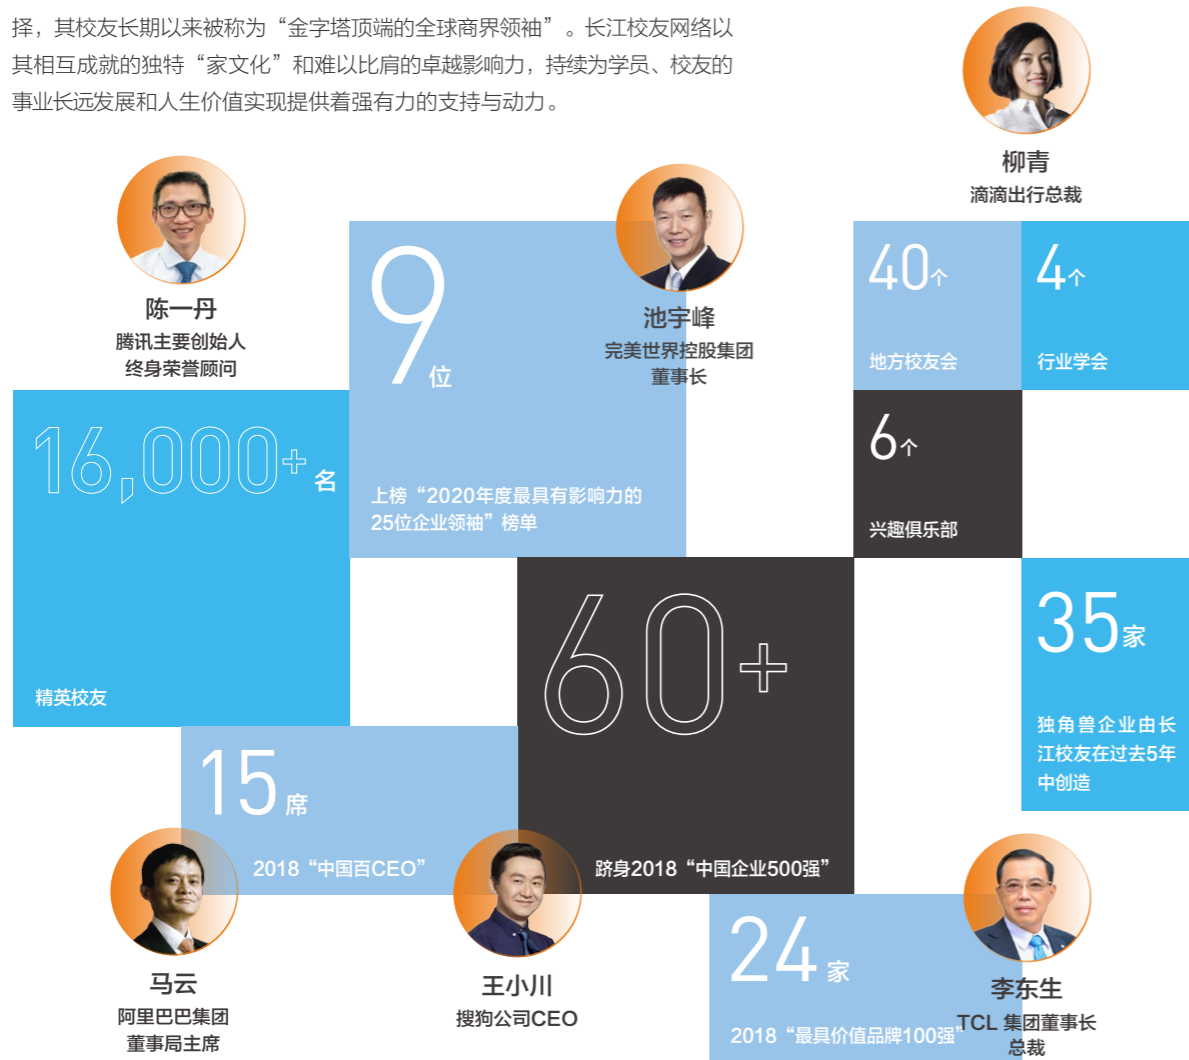 择，其校友长期以来被称为“金字塔顶端的全球商界领袖”。长江校友网络以
其相互成就的独特“家文化”和难以比肩的卓越影响力，持续为学员、校友的
事业长远发展和人生价值实现提供着强有力的支持与动力。
柳青
滴滴出行总裁
陈一丹
腾讯主要创始人
终身荣誉顾问
池宇峰
完美世界控股集团
董事长
9位
上榜“2020年度最具有影响力的
25位企业领袖”榜单
40个
地方校友会
4个
行业学会
16,000+名
精英校友
6个
兴趣俱乐部
60+
跻身2018“中国企业500强”
35家
独角兽企业由长
江校友在过去5年
中创造
15席
2018“中国百CEO”
马云
阿里巴巴集团
董事局主席
王小川
搜狗公司CEO
24家
2018“最具价值品牌100强”
李东生
TCL 集团董事长
总裁